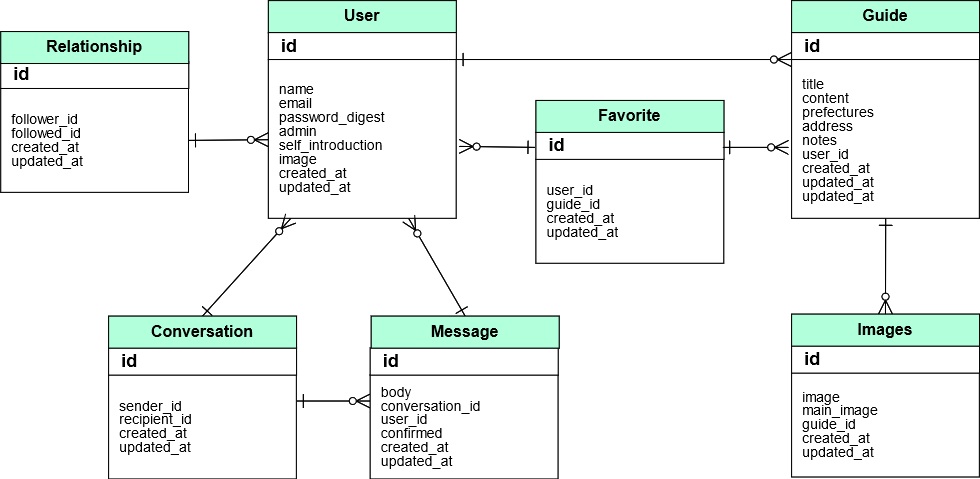 Relationship
id
follower_id
followed_id
created_at
updated_at
User
id
name
email
password_digest
admin
self_introduction
image
created_at
updated_at
Favorite
id
user_id
guide_id
created_at
updated_at
Guide
id
title
content
prefectures
address
notes
user_id
created_at
updated_at
updated_at
Conversation
id
sender_id
recipient_id
created_at
updated_at
Message
id
body
conversation_id
user_id
confirmed
created_at
updated_at
Images
id
image
main_image
guide_id
created_at
updated_at